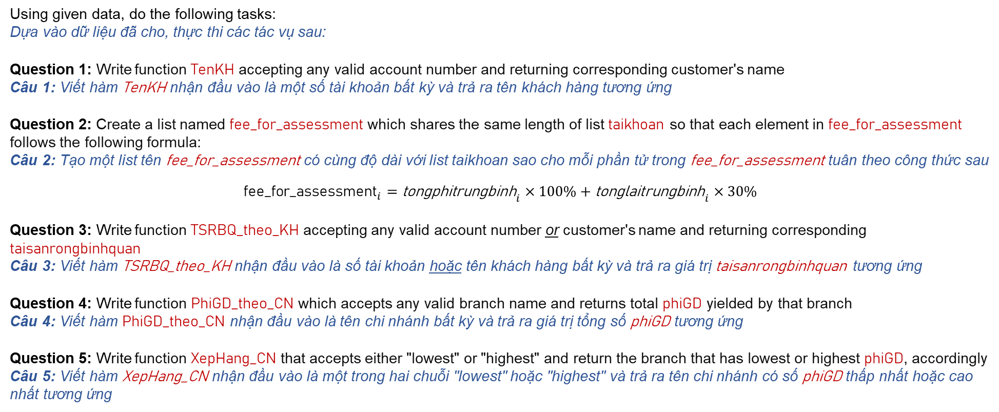 Using given data, do the following tasks:
Dựa vào dữ liệu đã cho, thực thi các tác vụ sau:
Question 1: Write function TenKH accepting any valid account number and returning corresponding customer's name
Câu 1: Viết hàm TenKH nhận đầu vào là một số tài khoản bất kỳ và trả ra tên khách hàng tương ứng
Question 2: Create a list named fee_for_assessment which shares the same length of list taikhoan so that each element in fee_for_assessment
follows the following formula:
Câu 2: Tạo một list tên fee_for_assessment có cùng độ dài với list taikhoan sao cho mỗi phần tử trong fee_for_assessment tuân theo công thức sau
fee_for_assessmentᵢ = tongphitrungbinhᵢ × 100% + tonglaitrungbinhᵢ × 30%
Question 3: Write function TSRBQ_theo_KH accepting any valid account number or customer's name and returning corresponding
taisanrongbinhquan
Câu 3: Viết hàm TSRBQ_theo_KH nhận đầu vào là số tài khoản hoặc tên khách hàng bất kỳ và trả ra giá trị taisanrongbinhquan tương ứng
Question 4: Write function PhiGD_theo_CN which accepts any valid branch name and returns total phiGD yielded by that branch
Câu 4: Viết hàm PhiGD_theo_CN nhận đầu vào là tên chi nhánh bất kỳ và trả ra giá trị tổng số phiGD tương ứng
Question 5: Write function XepHang_CN that accepts either "lowest" or "highest" and return the branch that has lowest or highest phiGD, accordingly
Câu 5: Viết hàm XepHang_CN nhận đầu vào là một trong hai chuỗi "lowest" hoặc "highest" và trả ra tên chi nhánh có số phiGD thấp nhất hoặc cao
nhất tương ứng